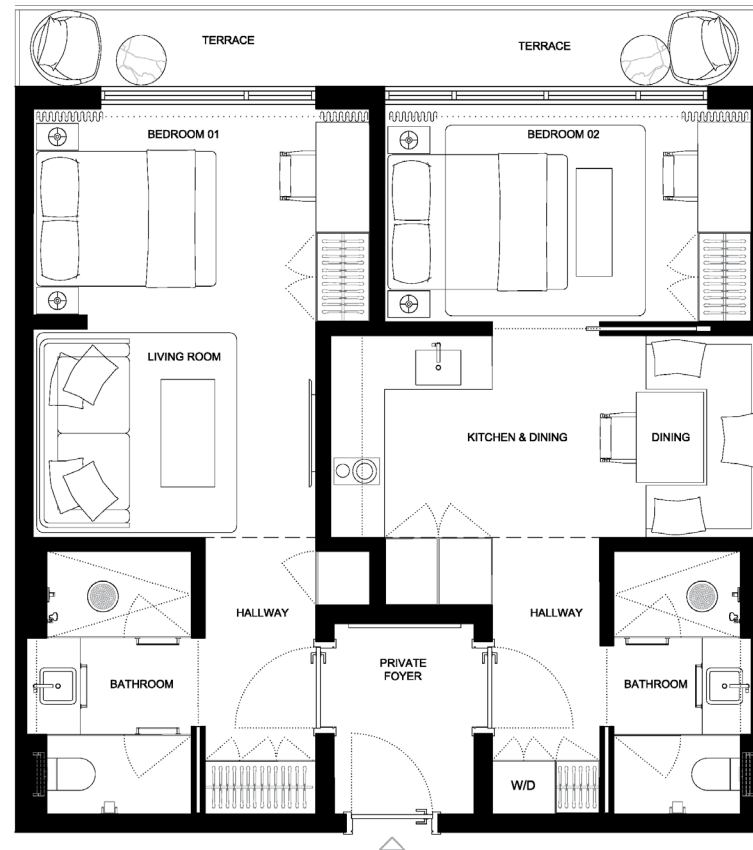 TERRACE
TERRACE
BEDROOM 01
BEDROOM 02
LIVING ROOM
KITCHEN & DINING
DINING
HALLWAY
HALLWAY
PRIVATE
FOYER
BATHROOM
BATHROOM
W/D